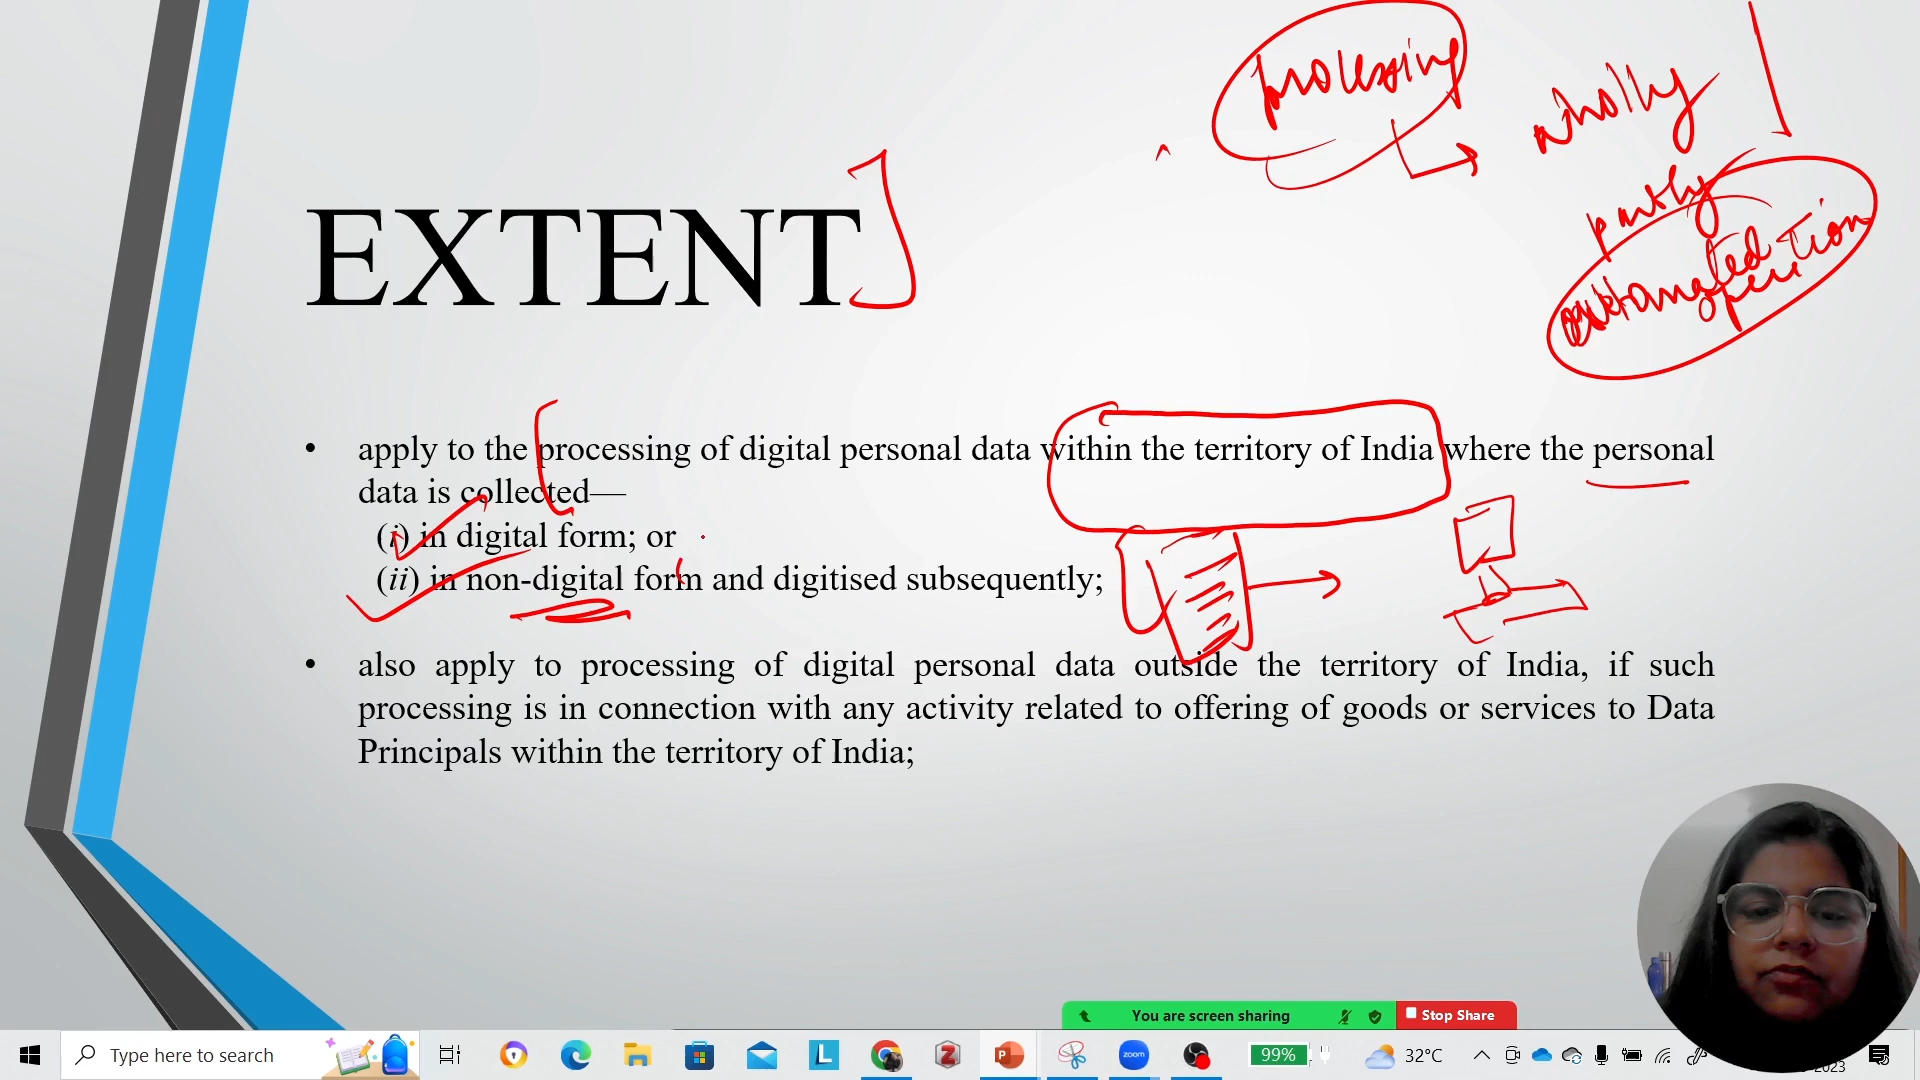 processing
wholly
partly
automated
operation
EXTENT
• apply to the processing of digital personal data within the territory of India where the personal
data is collected—
(i) in digital form; or
(ii) in non-digital form and digitised subsequently;
• also apply to processing of digital personal data outside the territory of India, if such
processing is in connection with any activity related to offering of goods or services to Data
Principals within the territory of India;
You are screen sharing
Stop Share
Type here to search
L
Z
P
zoom
99%
32°C
2023